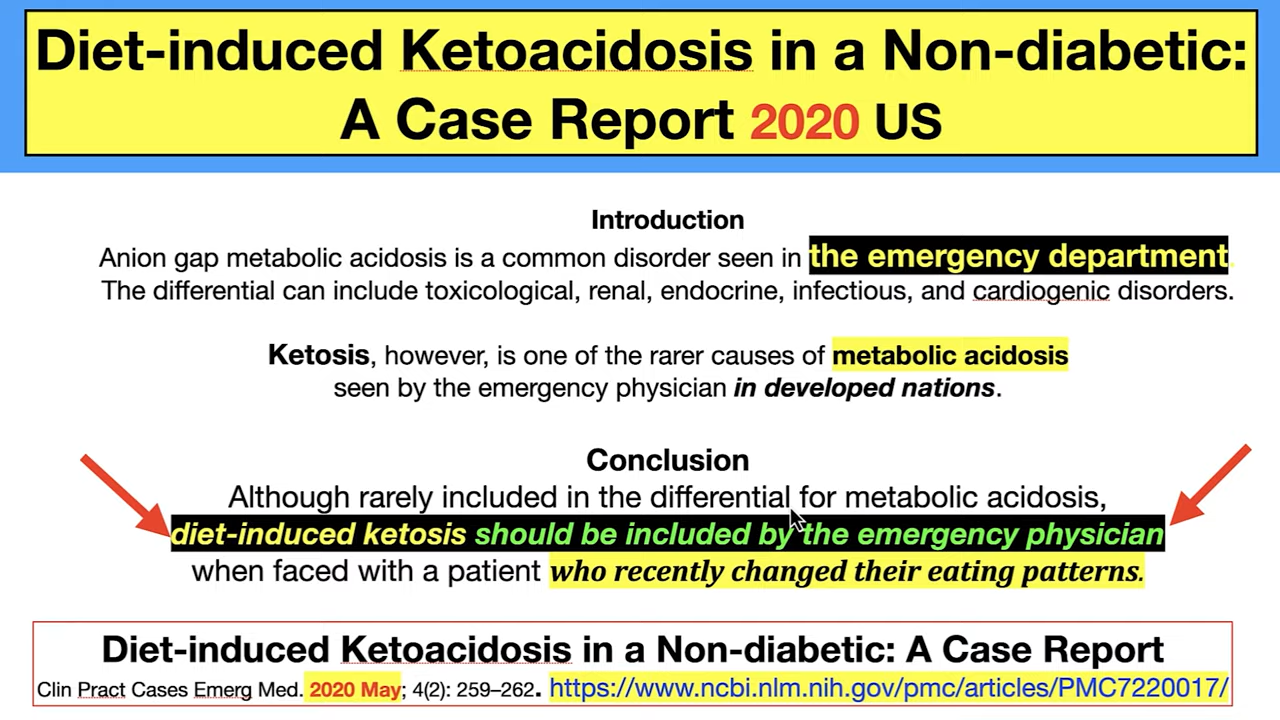 Diet-induced Ketoacidosis in a Non-diabetic:
A Case Report 2020 US
Introduction
Anion gap metabolic acidosis is a common disorder seen in the emergency department.
The differential can include toxicological, renal, endocrine, infectious, and cardiogenic disorders.
Ketosis, however, is one of the rarer causes of metabolic acidosis
seen by the emergency physician in developed nations.
Conclusion
Although rarely included in the differential for metabolic acidosis,
diet-induced ketosis should be included by the emergency physician
when faced with a patient who recently changed their eating patterns.
Diet-induced Ketoacidosis in a Non-diabetic: A Case Report
Clin Pract Cases Emerg Med. 2020 May; 4(2): 259–262. https://www.ncbi.nlm.nih.gov/pmc/articles/PMC7220017/